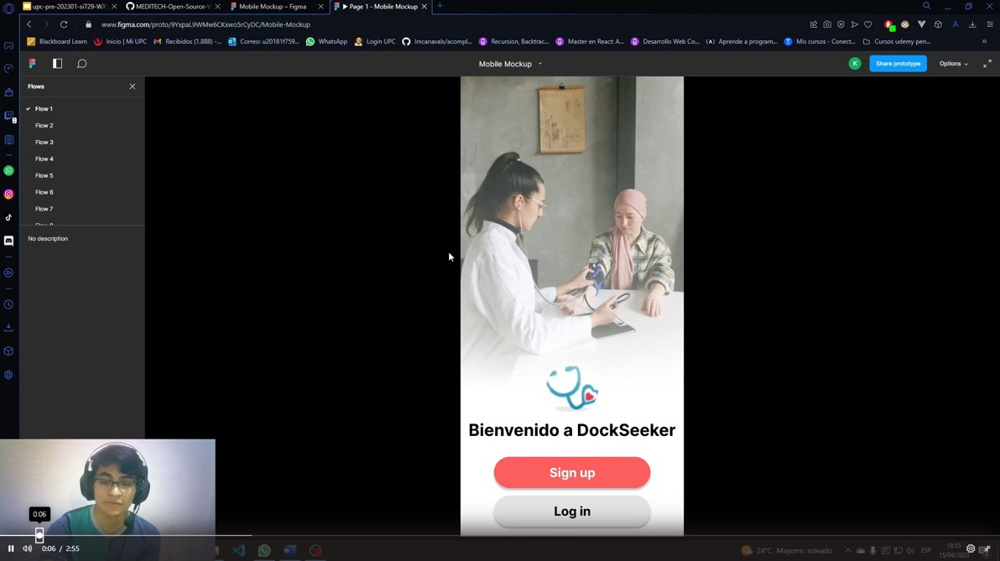 upc-pre-202301-si729-WX
MEDITECH-Open-Source-W
Mobile Mockup – Figma
▶ Page 1 - Mobile Mockup
www.figma.com/proto/9YxpaL9WMw6CKxwo5rCyDC/Mobile-Mockup
Blackboard Learn
Inicio | Mi UPC
Recibidos (1.888) -...
Correo: u20181f759...
WhatsApp
Login UPC
lmcanavals/acompl...
Recursion, Backtrac...
Master en React A...
Desarrollo Web Co...
Aprende a program...
Mis cursos - Conect...
Cursos udemy pen...
Mobile Mockup
K
Share prototype
Options
Flows
Flow 1
Flow 2
Flow 3
Flow 4
Flow 5
Flow 6
Flow 7
No description
Bienvenido a DockSeeker
Sign up
Log in
0:06
0:06 / 2:55
24°C Mayorm. soleado
ESP
18:55
15/04/2023